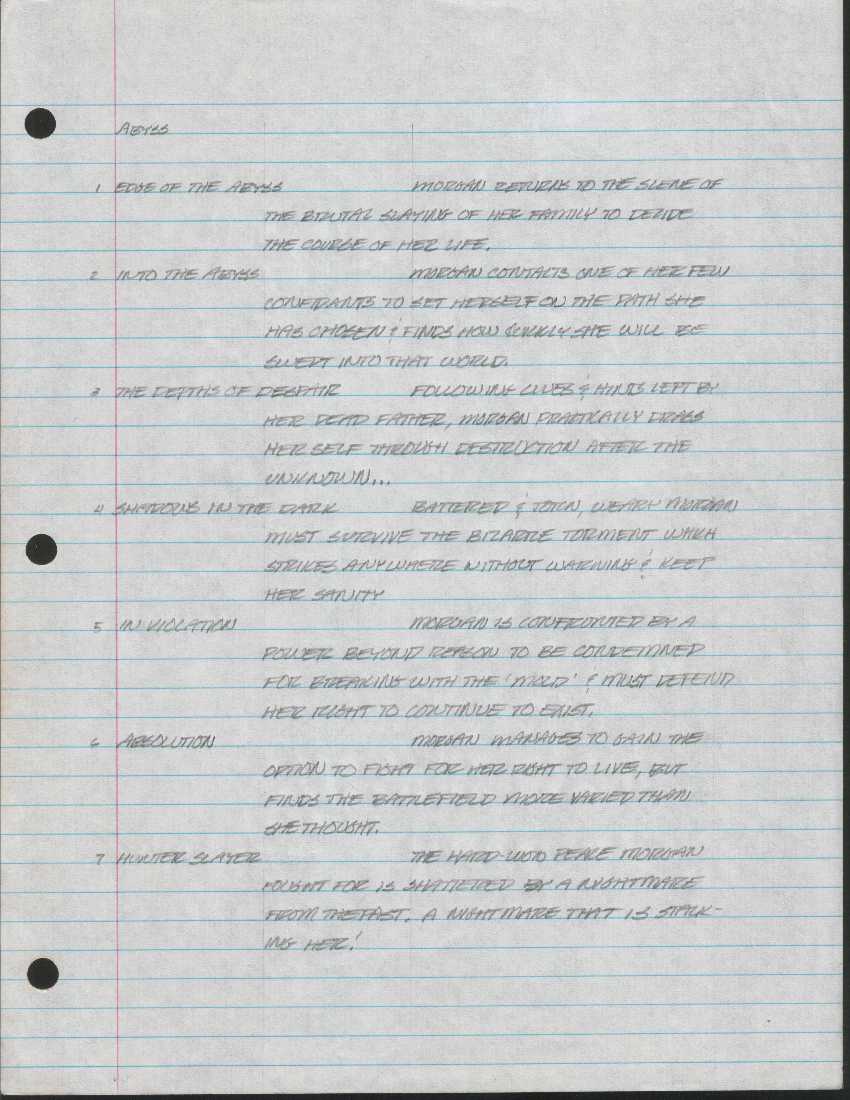 ABYSS
1 EDGE OF THE ABYSS MORGAN RETURNS TO THE SCENE OF
THE BRUTAL SLAYING OF HER FAMILY TO DECIDE
THE COURSE OF HER LIFE.
2 INTO THE ABYSS MORGAN CONTACTS ONE OF HER FEW
CONFIDANTS TO SET HERSELF ON THE PATH SHE
HAS CHOSEN & FINDS HOW QUICKLY SHE WILL BE
SWEPT INTO THAT WORLD.
3 THE DEPTHS OF DESPAIR FOLLOWING CLUES & HINTS LEFT BY
HER DEAD FATHER, MORGAN PRACTICALLY DRAGS
HERSELF THROUGH DESTRUCTION AFTER THE
UNKNOWN...
4 SHADOWS IN THE DARK BATTERED & TORN, WEARY MORGAN
MUST SURVIVE THE BIZARRE TORMENT WHICH
STRIKES ANYWHERE WITHOUT WARNING & KEEP
HER SANITY
5 IN VIOLATION MORGAN IS CONFRONTED BY A
POWER BEYOND REASON TO BE CONDEMNED
FOR BREAKING WITH THE 'MOLD' & MUST DEFEND
HER RIGHT TO CONTINUE TO EXIST.
6 ABSOLUTION MORGAN MANAGES TO GAIN THE
OPTION TO FIGHT FOR HER RIGHT TO LIVE, BUT
FINDS THE BATTLEFIELD MORE VARIED THAN
SHE THOUGHT.
7 HUNTER SLAYER THE HARD-WON PEACE MORGAN
FOUGHT FOR IS SHATTERED BY A NIGHTMARE
FROM THE PAST. A NIGHTMARE THAT IS STALK-
ING HER!